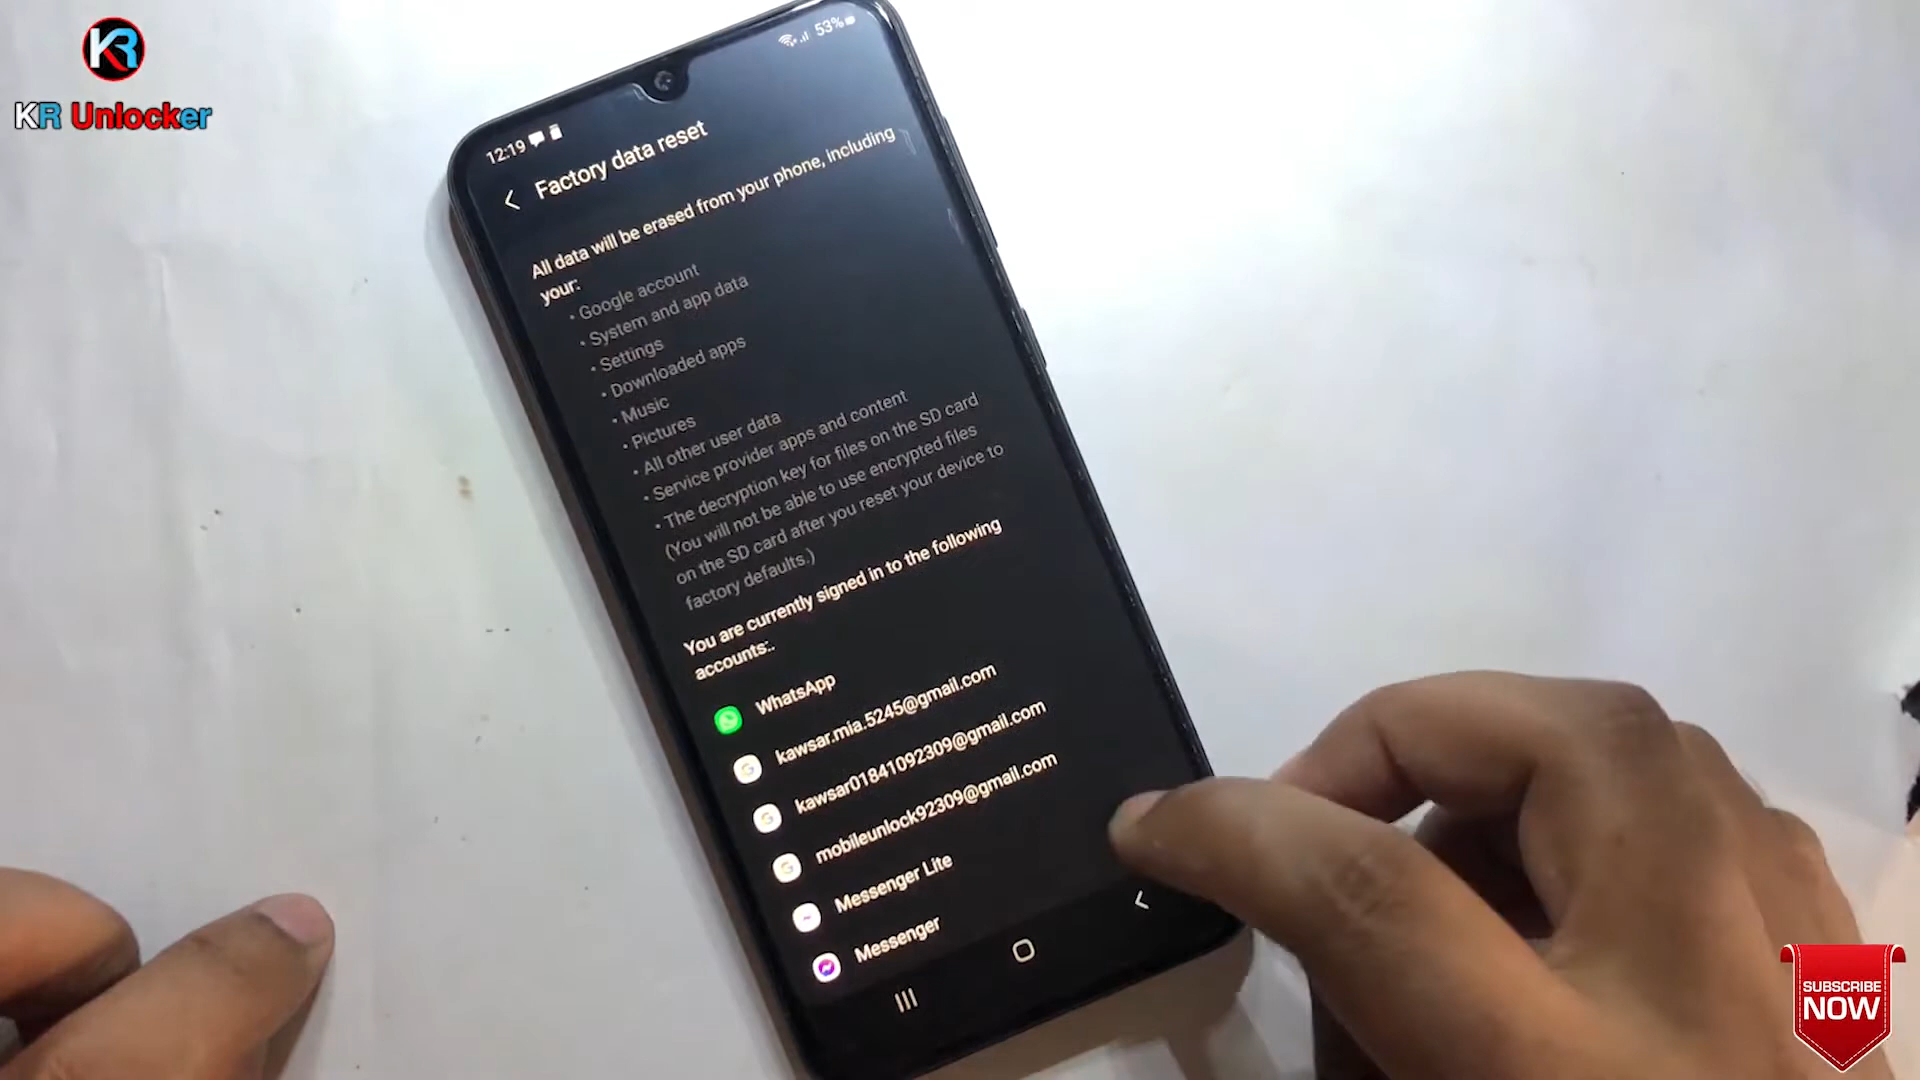 KR
KR Unlocker
12:19
53%
Factory data reset
All data will be erased from your phone, including
your:
• Google account
• System and app data
• Settings
• Downloaded apps
• Music
• Pictures
• All other user data
• Service provider apps and content
• The decryption key for files on the SD card
(You will not be able to use encrypted files
on the SD card after you reset your device to
factory defaults.)
You are currently signed in to the following
accounts:.
WhatsApp
kawsar.mia.5245@gmail.com
kawsar01841092309@gmail.com
mobileunlock92309@gmail.com
Messenger Lite
Messenger
SUBSCRIBE
NOW